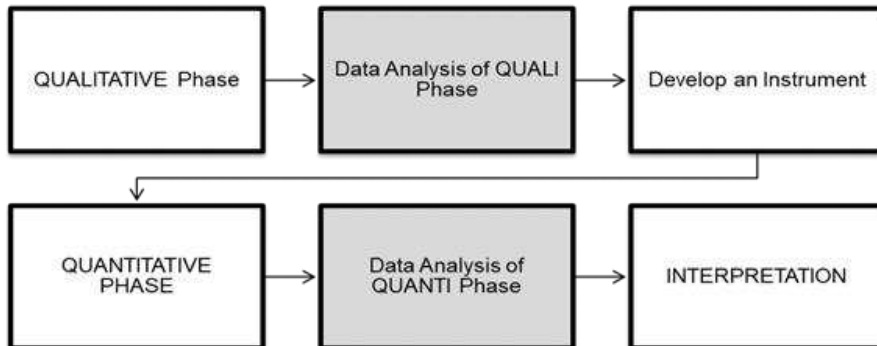 QUALITATIVE Phase
Data Analysis of QUALI
Phase
Develop an Instrument
QUANTITATIVE
PHASE
Data Analysis of
QUANTI Phase
INTERPRETATION